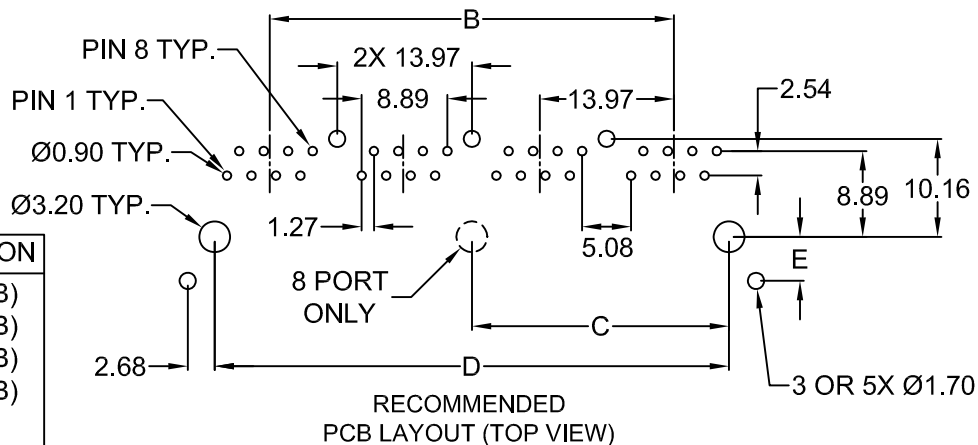 B
PIN 8 TYP.
2X 13.97
PIN 1 TYP.
8.89
13.97
2.54
Ø0.90 TYP.
Ø3.20 TYP.
1.27
8.89
10.16
5.08
ON
8 PORT
ONLY
E
B)
B)
B)
B)
C
2.68
D
3 OR 5X Ø1.70
RECOMMENDED
PCB LAYOUT (TOP VIEW)